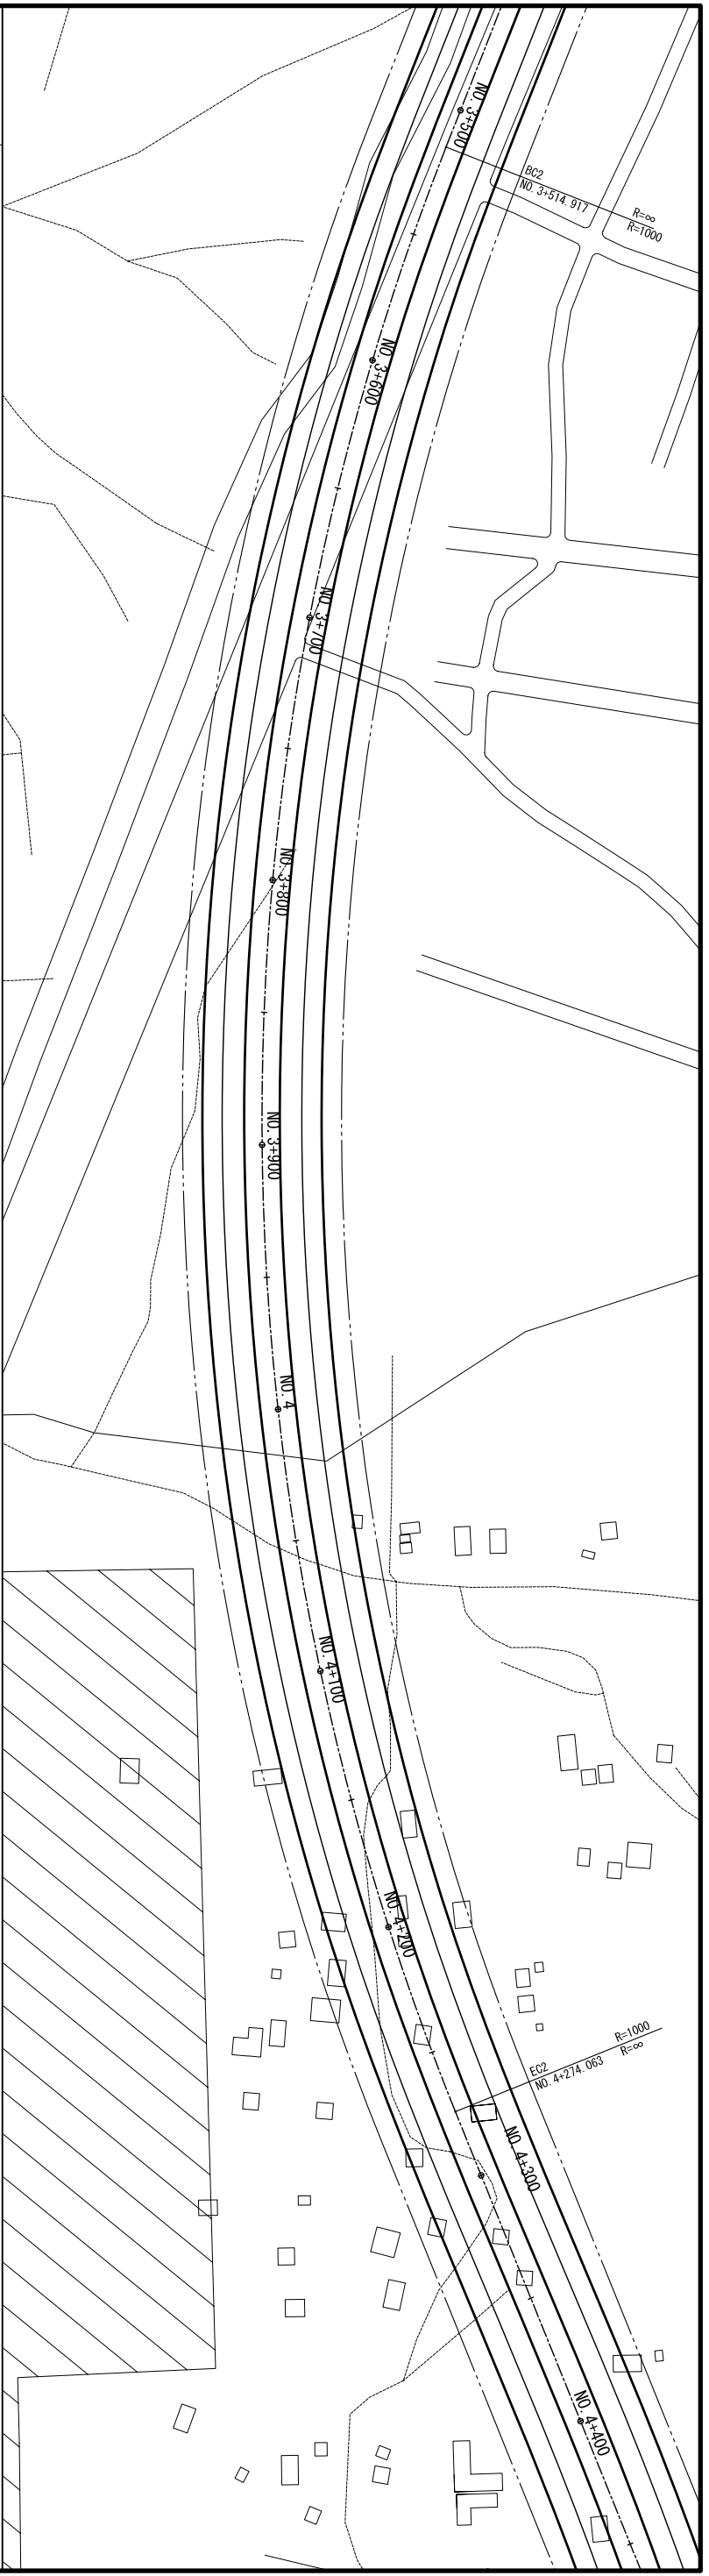 NO. 3+500
BC2
NO. 3+514. 917
R=∞
R=1000
NO. 3+600
NO. 3+700
NO. 3+800
NO. 3+900
NO. 4
NO. 4+100
NO. 4+200
R=1000
R=∞
EC2
NO. 4+274. 063
NO. 4+300
NO. 4+400